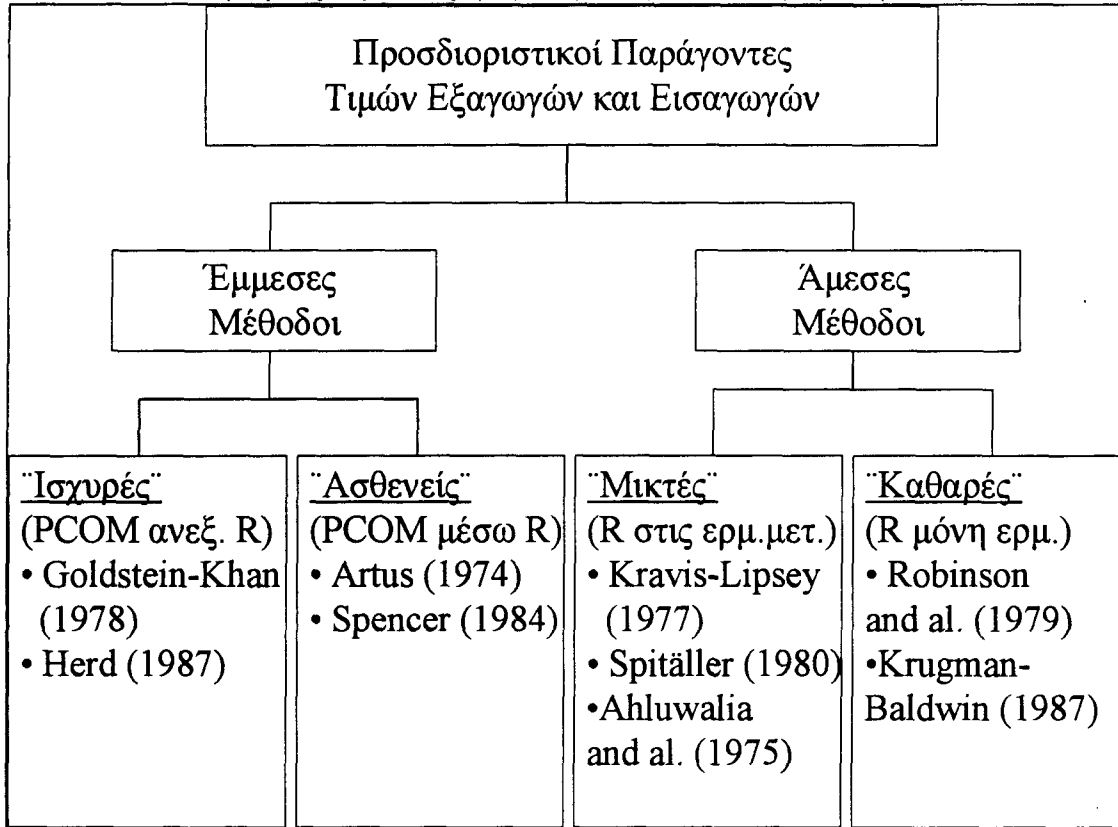 Προσδιοριστικοί Παράγοντες
Τιμών Εξαγωγών και Εισαγωγών
Έμμεσες
Μέθοδοι
Άμεσες
Μέθοδοι
¨Ισχυρές¨
(PCOM ανεξ. R)
• Goldstein-Khan
(1978)
• Herd (1987)
¨Ασθενείς¨
(PCOM μέσω R)
• Artus (1974)
• Spencer (1984)
¨Μικτές¨
(R στις ερμ.μετ.)
• Kravis-Lipsey
(1977)
• Spitäller (1980)
•Ahluwalia
and al. (1975)
¨Καθαρές¨
(R μόνη ερμ.)
• Robinson
and al. (1979)
•Krugman-
Baldwin (1987)